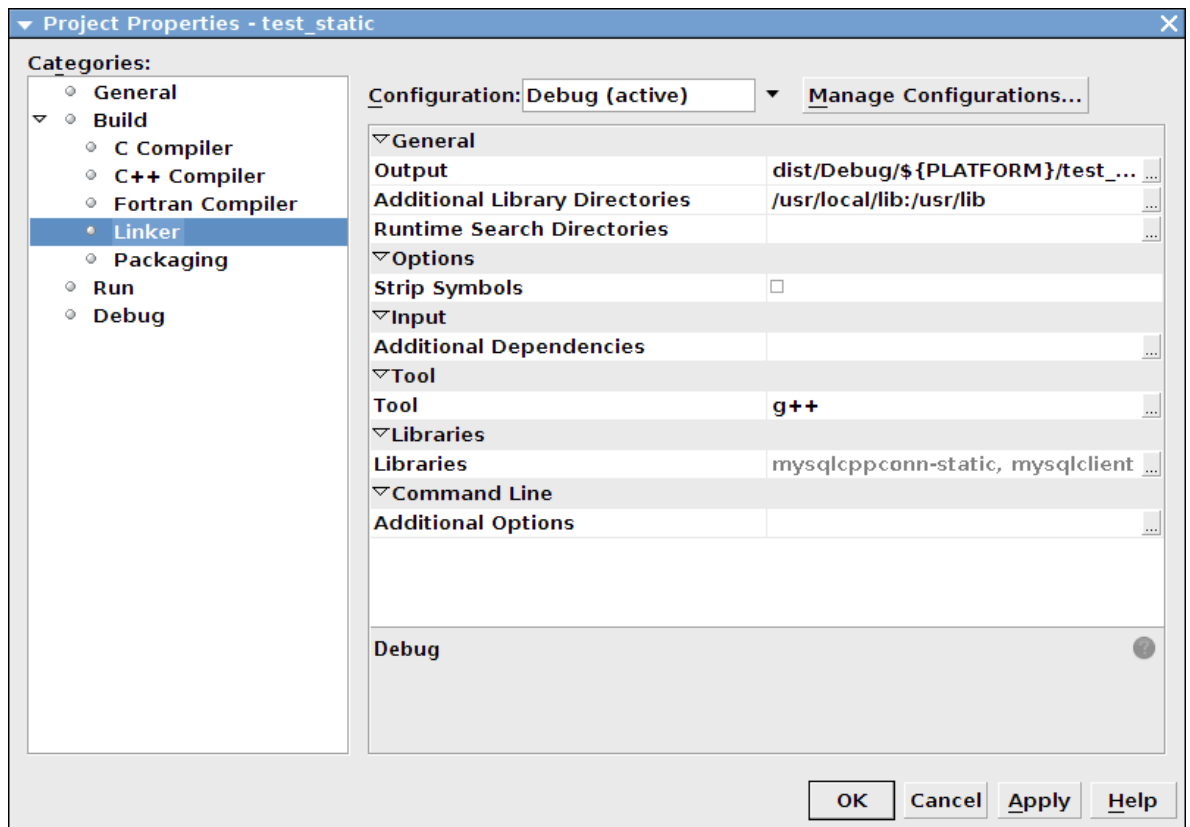 Project Properties - test_static
Categories:
General
Build
C Compiler
C++ Compiler
Fortran Compiler
Linker
Packaging
Run
Debug
Configuration: Debug (active) Manage Configurations...
General
Output dist/Debug/${PLATFORM}/test_... ...
Additional Library Directories /usr/local/lib:/usr/lib ...
Runtime Search Directories ...
Options
Strip Symbols
Input
Additional Dependencies ...
Tool
Tool g++ ...
Libraries
Libraries mysqlcppconn-static, mysqlclient ...
Command Line
Additional Options ...
Debug ?
OK Cancel Apply Help